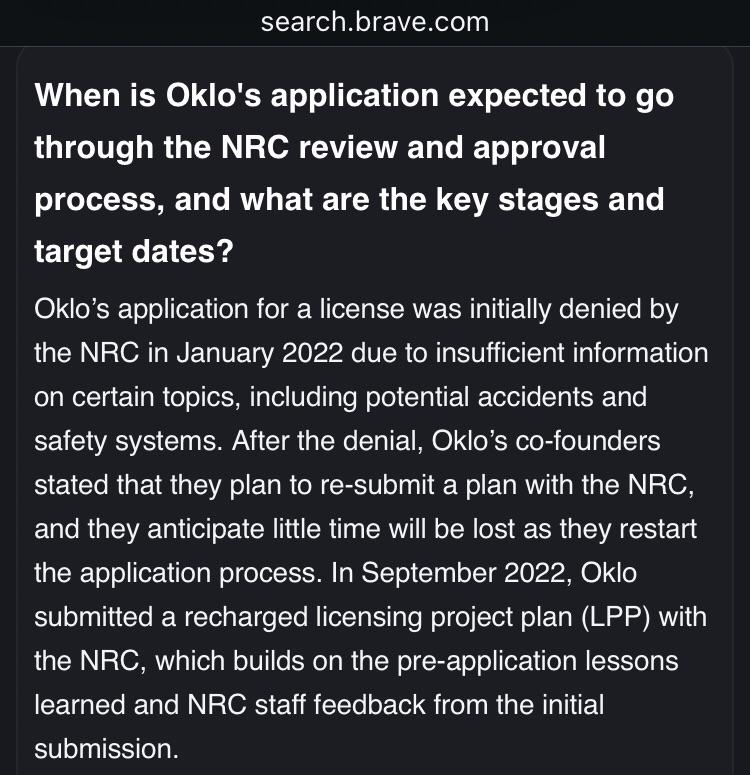 search.brave.com
When is Oklo's application expected to go
through the NRC review and approval
process, and what are the key stages and
target dates?
Oklo’s application for a license was initially denied by
the NRC in January 2022 due to insufficient information
on certain topics, including potential accidents and
safety systems. After the denial, Oklo’s co-founders
stated that they plan to re-submit a plan with the NRC,
and they anticipate little time will be lost as they restart
the application process. In September 2022, Oklo
submitted a recharged licensing project plan (LPP) with
the NRC, which builds on the pre-application lessons
learned and NRC staff feedback from the initial
submission.